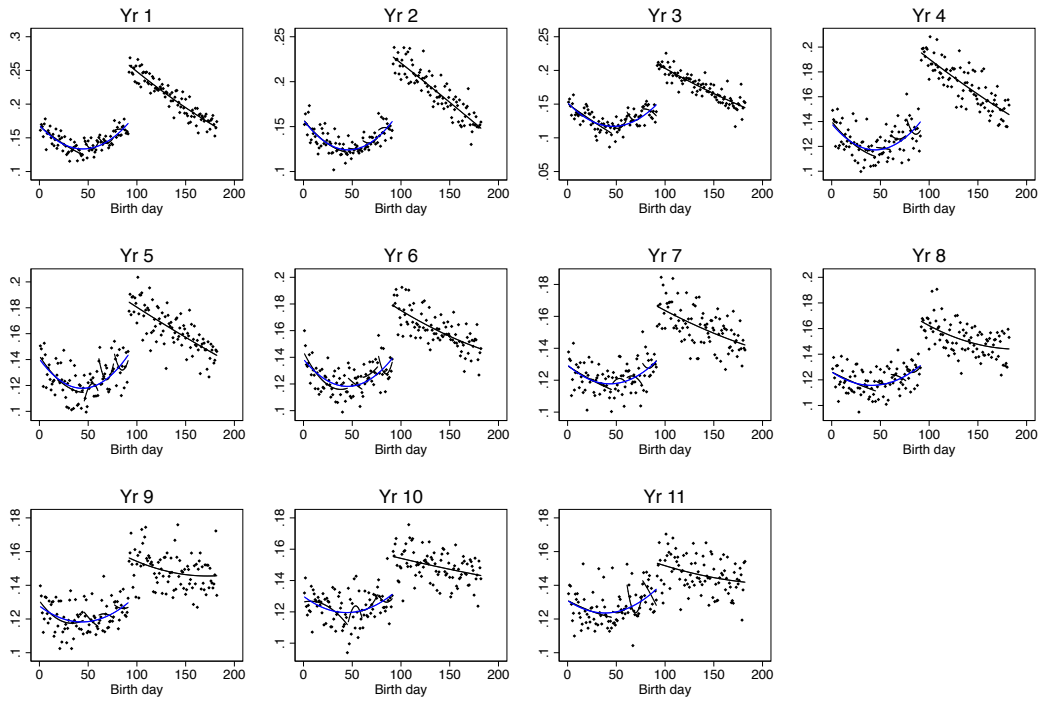 Yr 1
.1 .15 .2 .25 .3
0 50 100 150 200
Birth day
Yr 2
.1 .15 .2 .25
0 50 100 150 200
Birth day
Yr 3
.05 .1 .15 .2 .25
0 50 100 150 200
Birth day
Yr 4
.1 .12 .14 .16 .18 .2
0 50 100 150 200
Birth day
Yr 5
.1 .12 .14 .16 .18 .2
0 50 100 150 200
Birth day
Yr 6
.1 .12 .14 .16 .18 .2
0 50 100 150 200
Birth day
Yr 7
.1 .12 .14 .16 .18
0 50 100 150 200
Birth day
Yr 8
.1 .12 .14 .16 .18 .2
0 50 100 150 200
Birth day
Yr 9
.1 .12 .14 .16 .18
0 50 100 150 200
Birth day
Yr 10
.1 .12 .14 .16 .18
0 50 100 150 200
Birth day
Yr 11
.1 .12 .14 .16 .18
0 50 100 150 200
Birth day